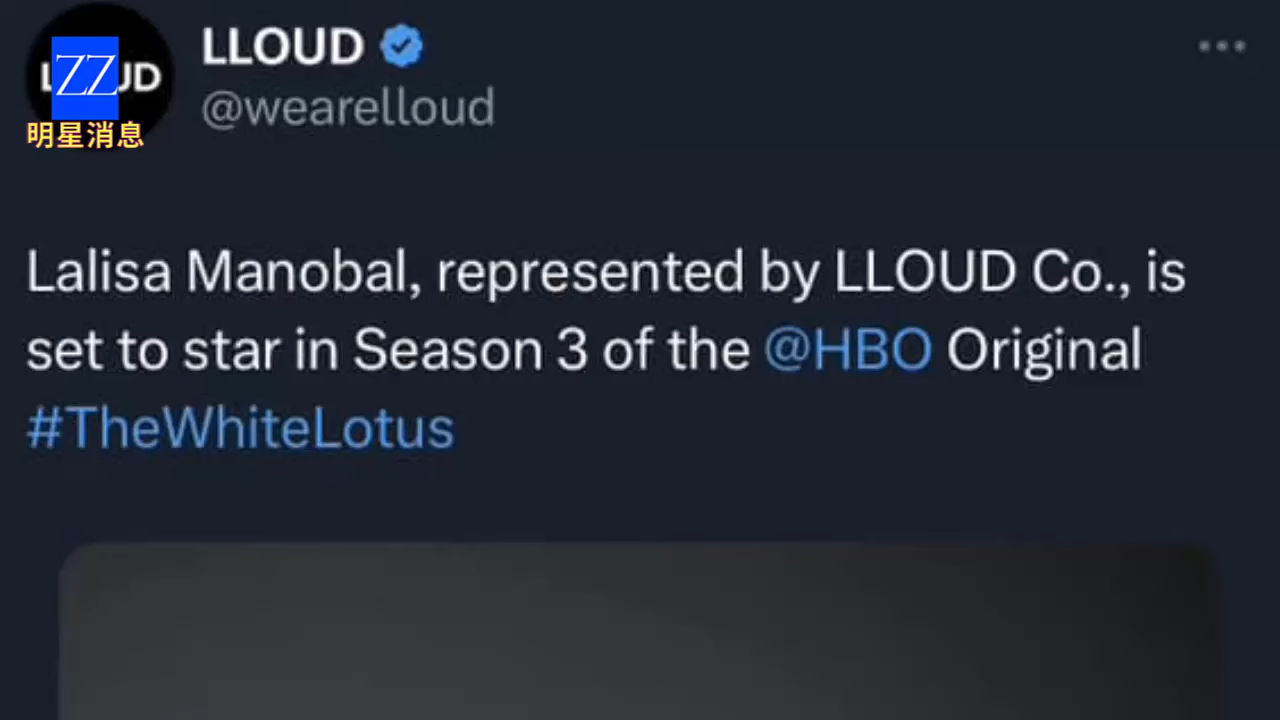 LLOUD
@wearelloud
ZZ
明星消息
Lalisa Manobal, represented by LLOUD Co., is
set to star in Season 3 of the @HBO Original
#TheWhiteLotus